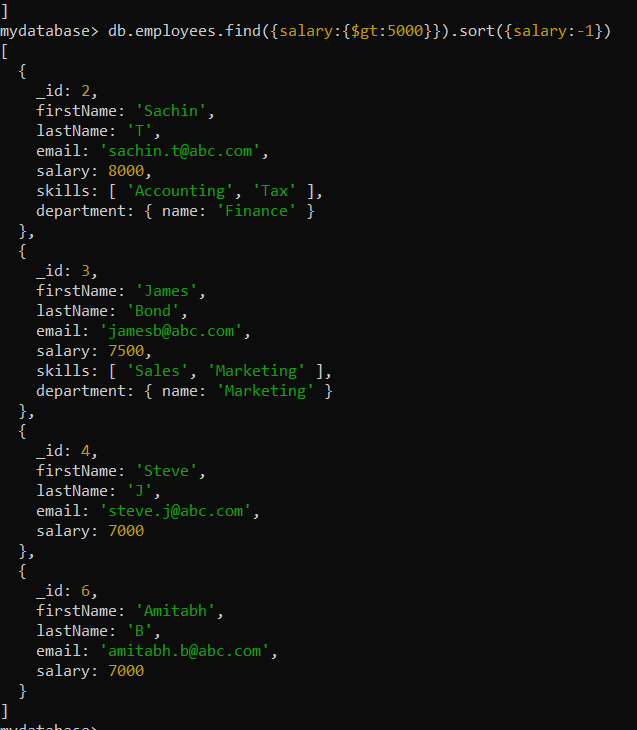 ]
mydatabase> db.employees.find({salary:{$gt:5000}}).sort({salary:-1})
[
  {
    _id: 2,
    firstName: 'Sachin',
    lastName: 'T',
    email: 'sachin.t@abc.com',
    salary: 8000,
    skills: [ 'Accounting', 'Tax' ],
    department: { name: 'Finance' }
  },
  {
    _id: 3,
    firstName: 'James',
    lastName: 'Bond',
    email: 'jamesb@abc.com',
    salary: 7500,
    skills: [ 'Sales', 'Marketing' ],
    department: { name: 'Marketing' }
  },
  {
    _id: 4,
    firstName: 'Steve',
    lastName: 'J',
    email: 'steve.j@abc.com',
    salary: 7000
  },
  {
    _id: 6,
    firstName: 'Amitabh',
    lastName: 'B',
    email: 'amitabh.b@abc.com',
    salary: 7000
  }
]
mydatabase>